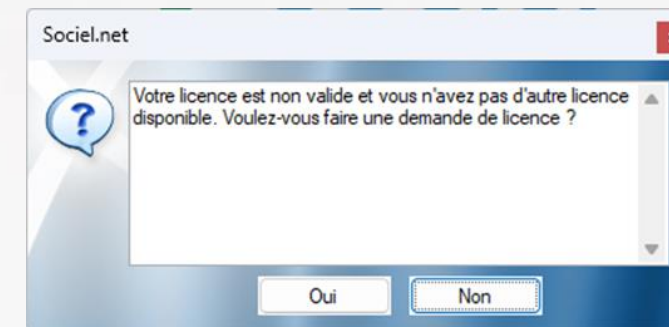 Sociel.net
Votre licence est non valide et vous n'avez pas d'autre licence
disponible. Voulez-vous faire une demande de licence ?
Oui
Non